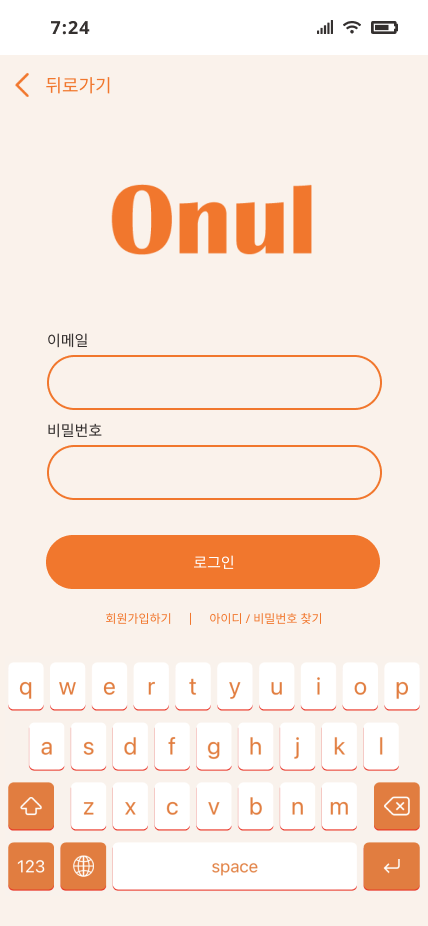 7:24
뒤로가기
Onul
이메일
비밀번호
로그인
회원가입하기 | 아이디 / 비밀번호 찾기
q w e r t y u i o p
a s d f g h j k l
z x c v b n m
123 space